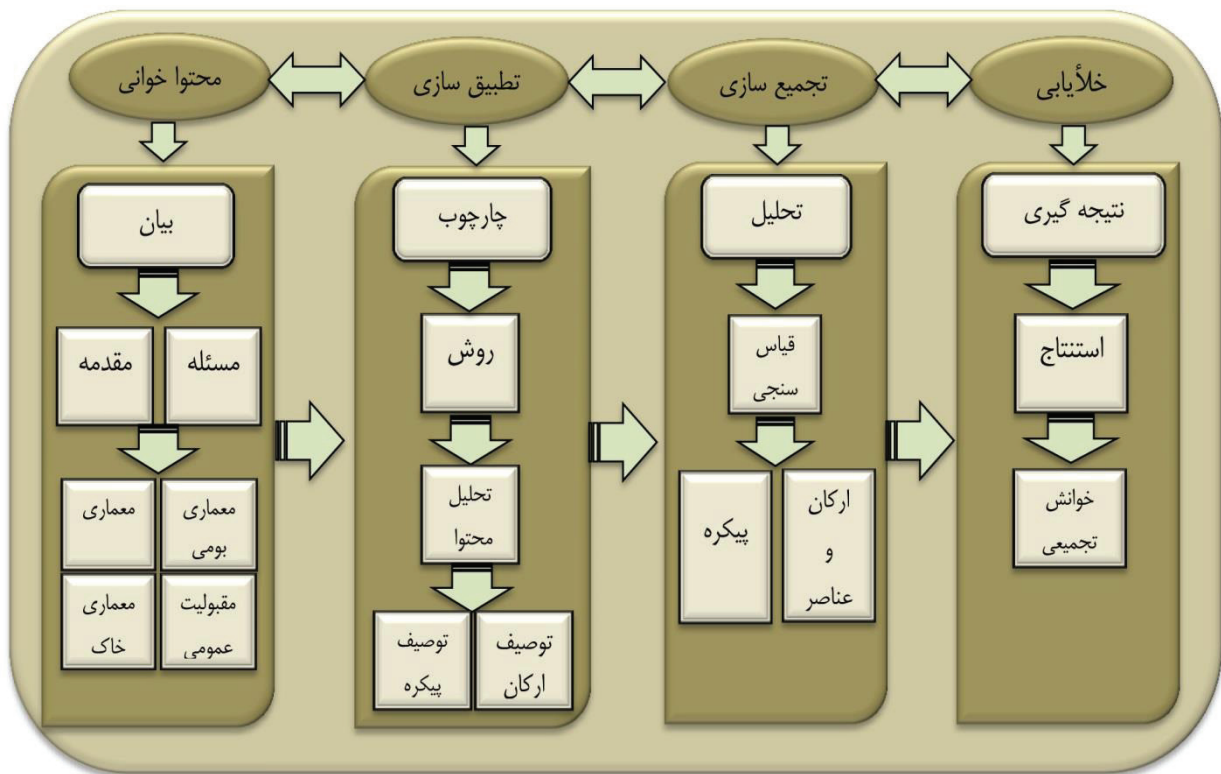 محتوا خوانی
تطبیق سازی
تجمیع سازی
خلأیابی
بیان
مقدمه
مسئله
معماری
معماری
بومی
معماری
خاک
مقبولیت
عمومی
چارچوب
روش
تحلیل
محتوا
توصیف
پیکره
توصیف
ارکان
تحلیل
قیاس
سنجی
پیکره
ارکان
و
عناصر
نتیجه گیری
استنتاج
خوانش
تجمیعی